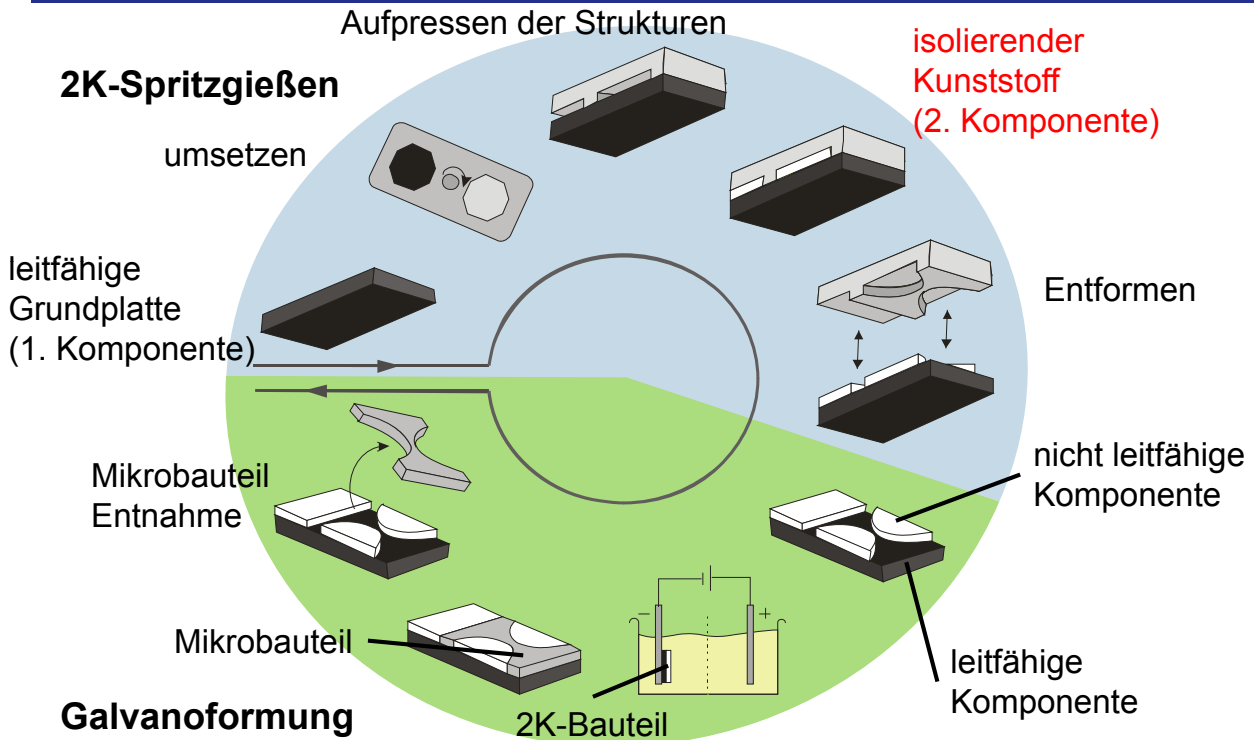 Aufpressen der Strukturen
2K-Spritzgießen
isolierender
Kunststoff
(2. Komponente)
umsetzen
leitfähige
Grundplatte
(1. Komponente)
Entformen
Mikrobauteil
Entnahme
nicht leitfähige
Komponente
− +
Mikrobauteil
leitfähige
Komponente
Galvanoformung
2K-Bauteil